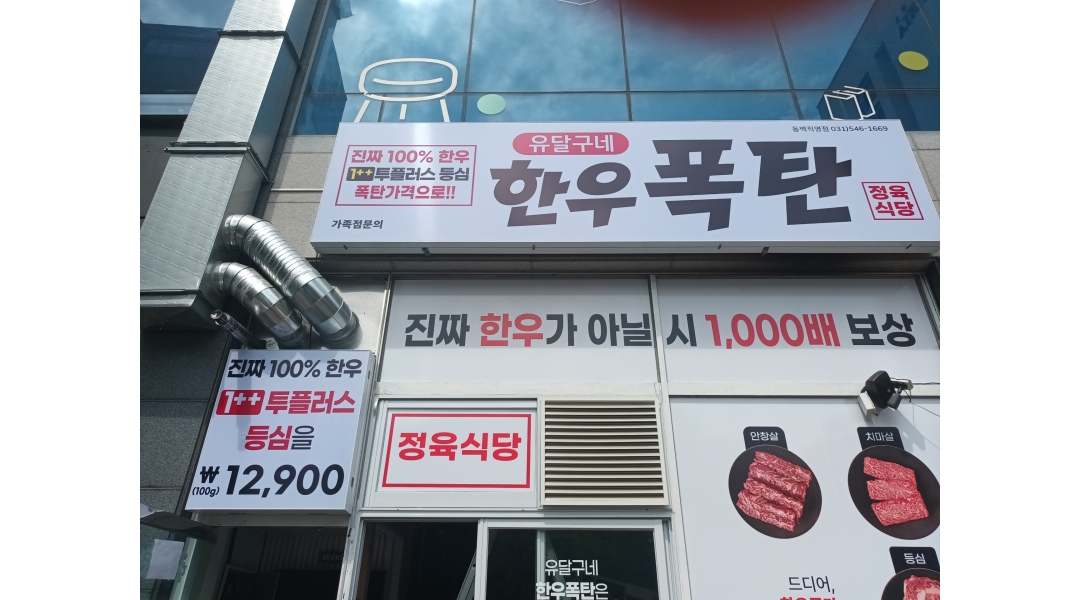 동백직영점 031)546-1669
유달구네
한우폭탄
정육
식당
진짜 100% 한우
1++투플러스 등심
폭탄가격으로!!
가족점문의
진짜 한우가 아닐 시 1,000배 보상
진짜 100% 한우
1++ 투플러스
등심을
₩
(100g) 12,900
정육식당
안창살
치마살
등심
유달구네
한우폭탄은
드디어,